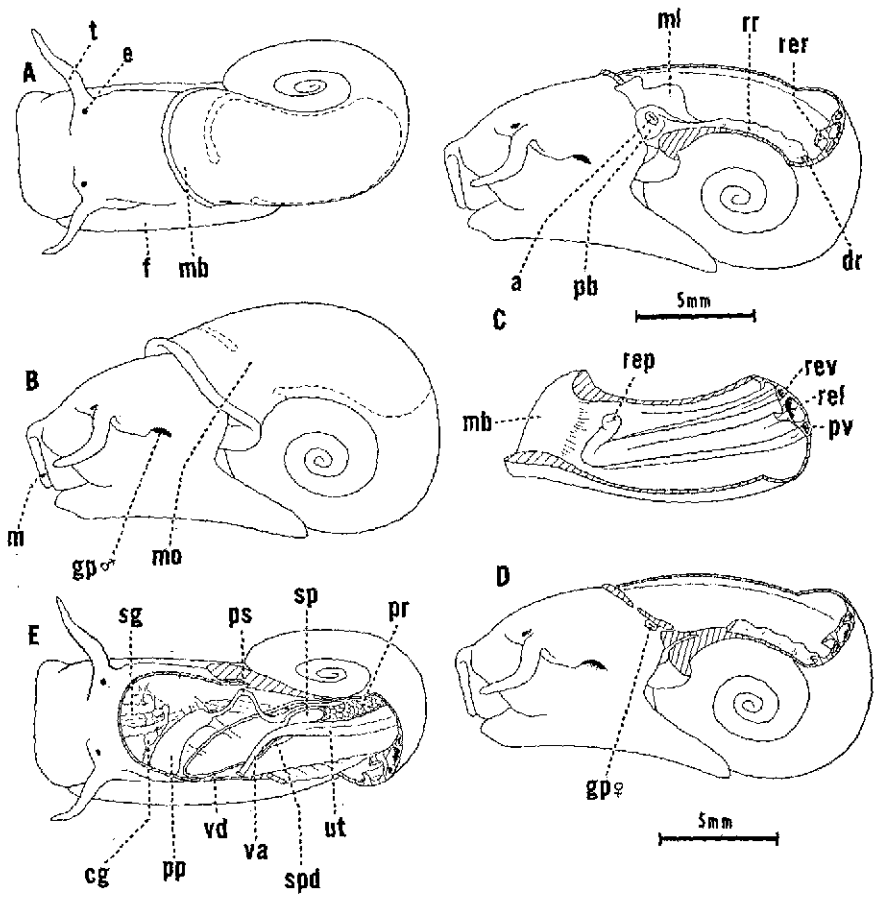 A
t
e
f
mb
B
m
gp♂
mo
ml
rr
rer
a
pb
dr
C
5mm
rep
rev
rel
mb
pv
D
gp♀
5mm
E
sg
ps
sp
pr
cg
pp
vd
va
spd
ut